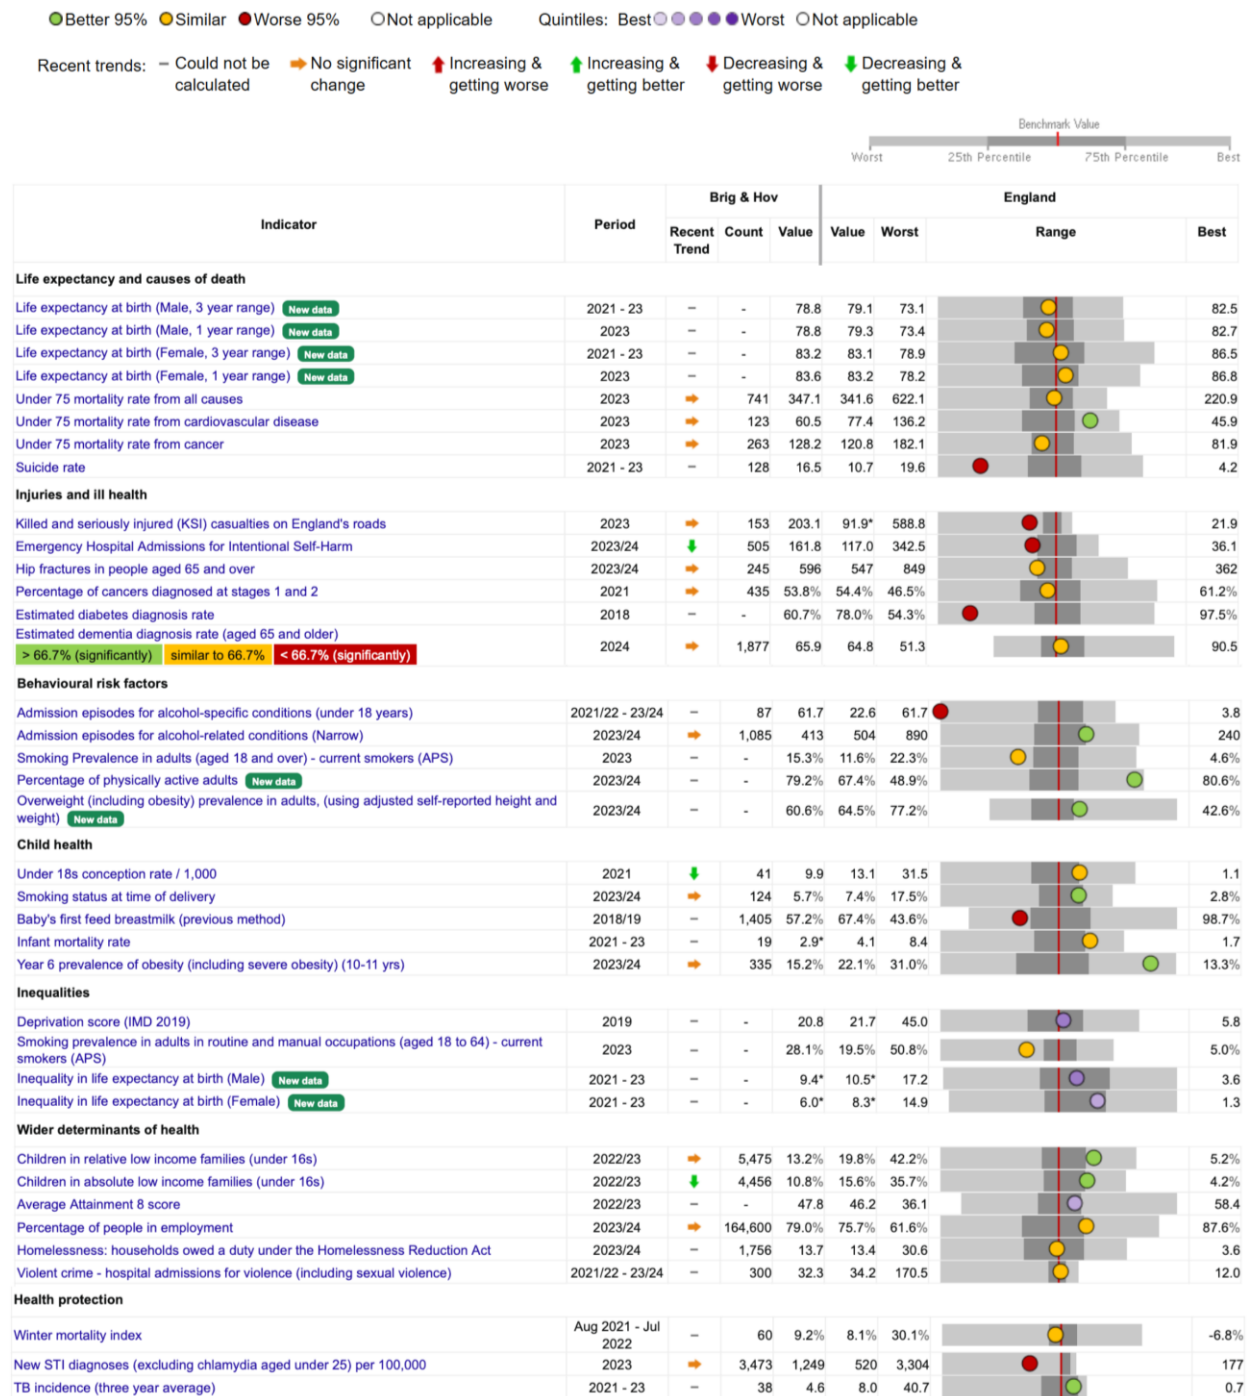 Better 95% Similar Worse 95% Not applicable Quintiles: Best Worst Not applicable
Recent trends: – Could not be calculated No significant change Increasing & getting worse Increasing & getting better Decreasing & getting worse Decreasing & getting better
Benchmark Value
Worst 25th Percentile 75th Percentile Best
Brig & Hov England
Indicator Period Recent Trend Count Value Value Worst Range Best
Life expectancy and causes of death
Life expectancy at birth (Male, 3 year range) New data 2021 - 23 – - 78.8 79.1 73.1 82.5
Life expectancy at birth (Male, 1 year range) New data 2023 – - 78.8 79.3 73.4 82.7
Life expectancy at birth (Female, 3 year range) New data 2021 - 23 – - 83.2 83.1 78.9 86.5
Life expectancy at birth (Female, 1 year range) New data 2023 – - 83.6 83.2 78.2 86.8
Under 75 mortality rate from all causes 2023 741 347.1 341.6 622.1 220.9
Under 75 mortality rate from cardiovascular disease 2023 123 60.5 77.4 136.2 45.9
Under 75 mortality rate from cancer 2023 263 128.2 120.8 182.1 81.9
Suicide rate 2021 - 23 – 128 16.5 10.7 19.6 4.2
Injuries and ill health
Killed and seriously injured (KSI) casualties on England's roads 2023 153 203.1 91.9* 588.8 21.9
Emergency Hospital Admissions for Intentional Self-Harm 2023/24 505 161.8 117.0 342.5 36.1
Hip fractures in people aged 65 and over 2023/24 245 596 547 849 362
Percentage of cancers diagnosed at stages 1 and 2 2021 435 53.8% 54.4% 46.5% 61.2%
Estimated diabetes diagnosis rate 2018 – - 60.7% 78.0% 54.3% 97.5%
Estimated dementia diagnosis rate (aged 65 and older)
> 66.7% (significantly) similar to 66.7% < 66.7% (significantly) 2024 1,877 65.9 64.8 51.3 90.5
Behavioural risk factors
Admission episodes for alcohol-specific conditions (under 18 years) 2021/22 - 23/24 – 87 61.7 22.6 61.7 3.8
Admission episodes for alcohol-related conditions (Narrow) 2023/24 1,085 413 504 890 240
Smoking Prevalence in adults (aged 18 and over) - current smokers (APS) 2023 – - 15.3% 11.6% 22.3% 4.6%
Percentage of physically active adults New data 2023/24 – - 79.2% 67.4% 48.9% 80.6%
Overweight (including obesity) prevalence in adults, (using adjusted self-reported height and
weight) New data 2023/24 – - 60.6% 64.5% 77.2% 42.6%
Child health
Under 18s conception rate / 1,000 2021 41 9.9 13.1 31.5 1.1
Smoking status at time of delivery 2023/24 124 5.7% 7.4% 17.5% 2.8%
Baby's first feed breastmilk (previous method) 2018/19 – 1,405 57.2% 67.4% 43.6% 98.7%
Infant mortality rate 2021 - 23 – 19 2.9* 4.1 8.4 1.7
Year 6 prevalence of obesity (including severe obesity) (10-11 yrs) 2023/24 335 15.2% 22.1% 31.0% 13.3%
Inequalities
Deprivation score (IMD 2019) 2019 – - 20.8 21.7 45.0 5.8
Smoking prevalence in adults in routine and manual occupations (aged 18 to 64) - current
smokers (APS) 2023 – - 28.1% 19.5% 50.8% 5.0%
Inequality in life expectancy at birth (Male) New data 2021 - 23 – - 9.4* 10.5* 17.2 3.6
Inequality in life expectancy at birth (Female) New data 2021 - 23 – - 6.0* 8.3* 14.9 1.3
Wider determinants of health
Children in relative low income families (under 16s) 2022/23 5,475 13.2% 19.8% 42.2% 5.2%
Children in absolute low income families (under 16s) 2022/23 4,456 10.8% 15.6% 35.7% 4.2%
Average Attainment 8 score 2022/23 – - 47.8 46.2 36.1 58.4
Percentage of people in employment 2023/24 164,600 79.0% 75.7% 61.6% 87.6%
Homelessness: households owed a duty under the Homelessness Reduction Act 2023/24 – 1,756 13.7 13.4 30.6 3.6
Violent crime - hospital admissions for violence (including sexual violence) 2021/22 - 23/24 – 300 32.3 34.2 170.5 12.0
Health protection
Winter mortality index Aug 2021 - Jul 2022 – 60 9.2% 8.1% 30.1% -6.8%
New STI diagnoses (excluding chlamydia aged under 25) per 100,000 2023 3,473 1,249 520 3,304 177
TB incidence (three year average) 2021 - 23 – 38 4.6 8.0 40.7 0.7